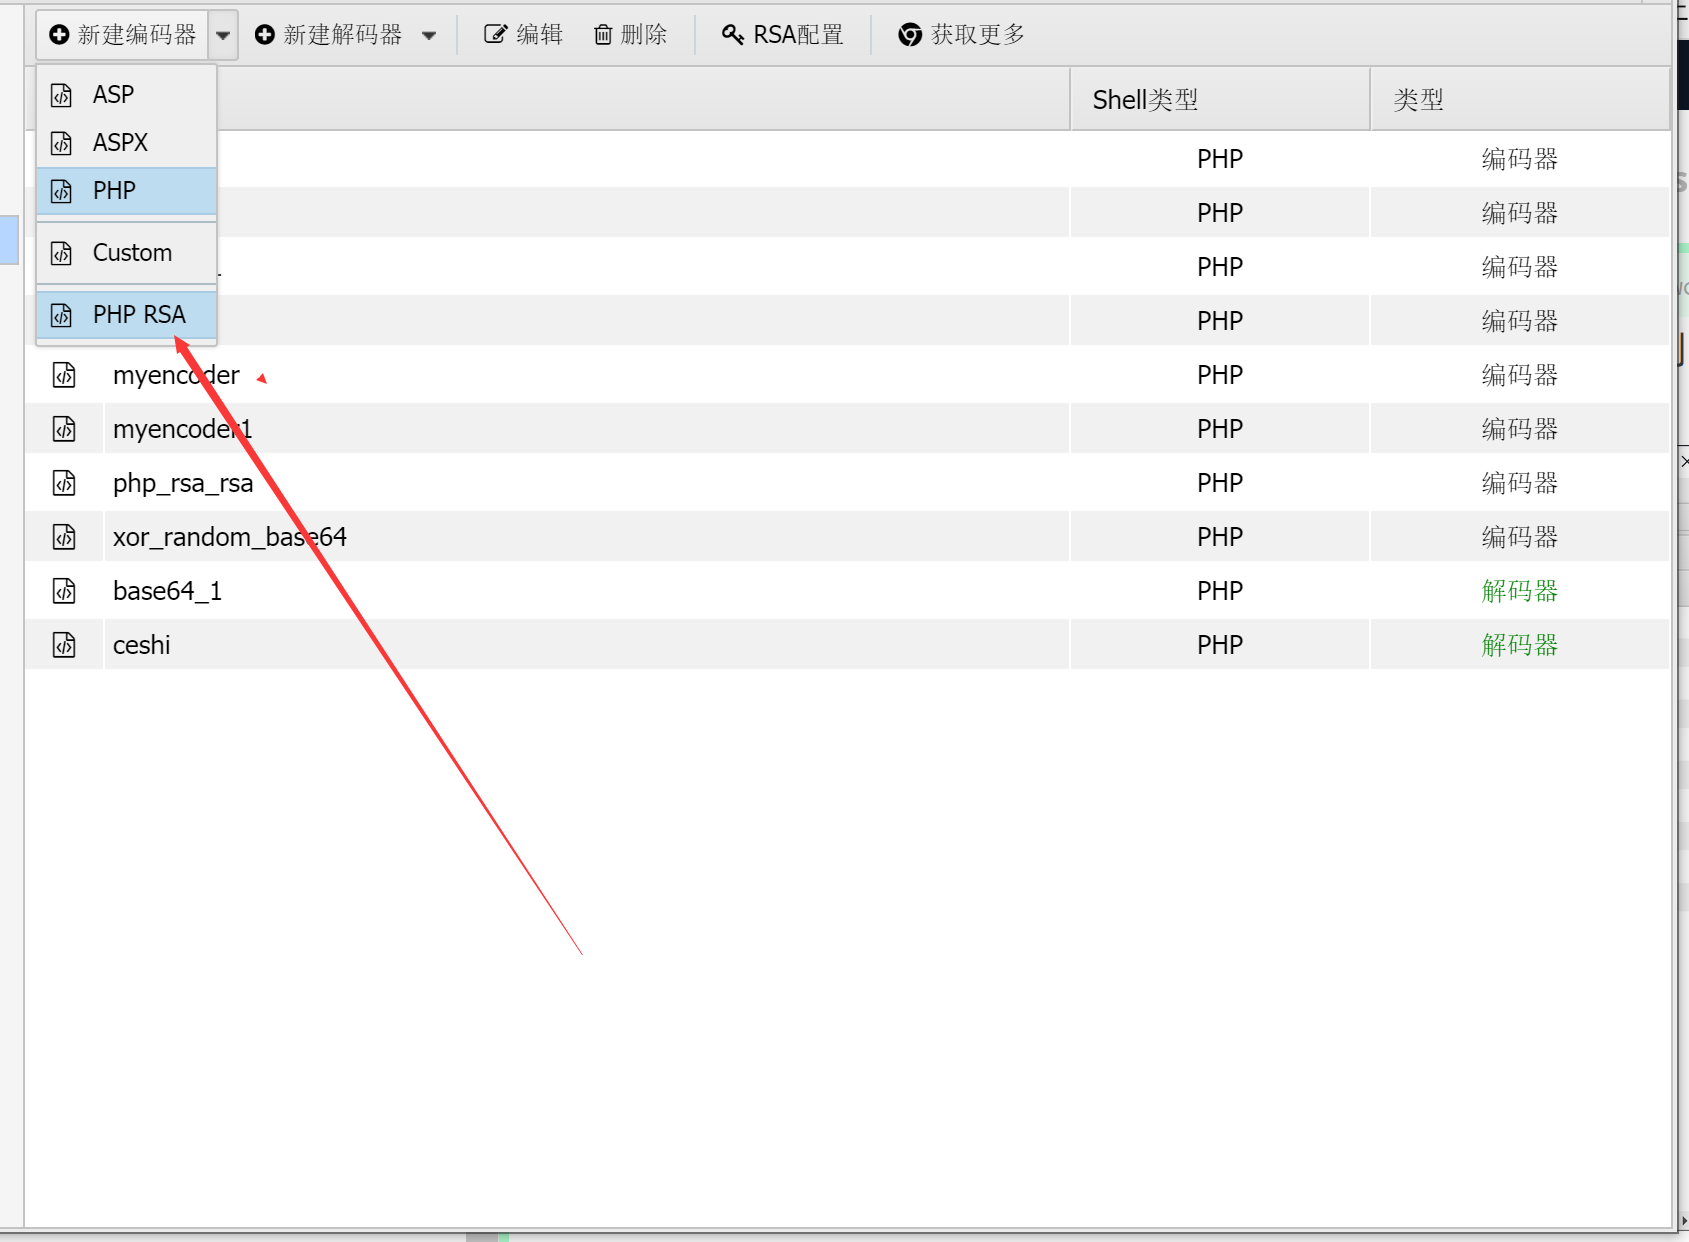 新建编码器 新建解码器 编辑 删除 RSA配置 获取更多
Shell类型 类型
ASP
ASPX
PHP
Custom
PHP RSA
PHP 编码器
PHP 编码器
PHP 编码器
PHP 编码器
myencoder PHP 编码器
myencoder1 PHP 编码器
php_rsa_rsa PHP 编码器
xor_random_base64 PHP 编码器
base64_1 PHP 解码器
ceshi PHP 解码器